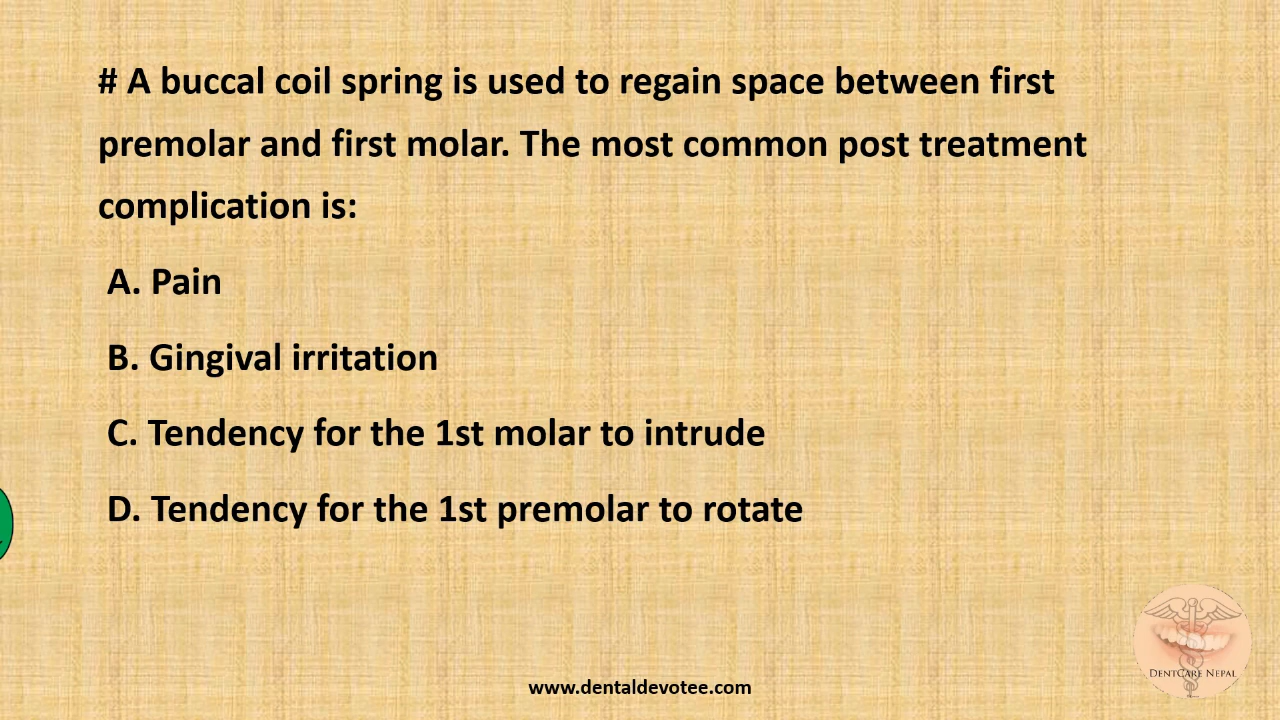 # A buccal coil spring is used to regain space between first
premolar and first molar. The most common post treatment
complication is:
A. Pain
B. Gingival irritation
C. Tendency for the 1st molar to intrude
D. Tendency for the 1st premolar to rotate
DENTCARE NEPAL
www.dentaldevotee.com